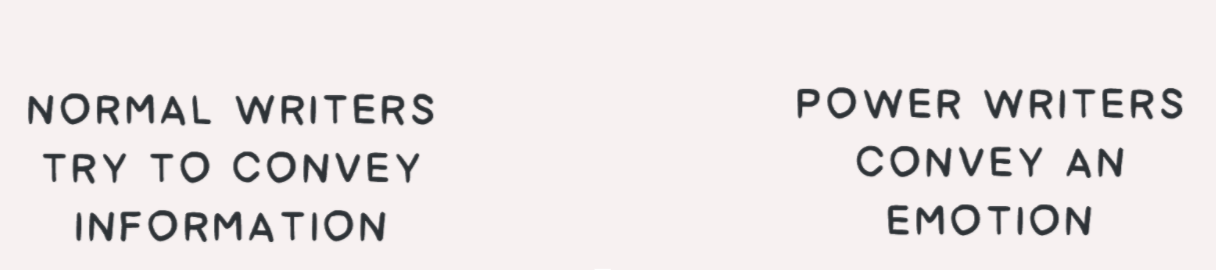 NORMAL WRITERS
TRY TO CONVEY
INFORMATION
POWER WRITERS
CONVEY AN
EMOTION